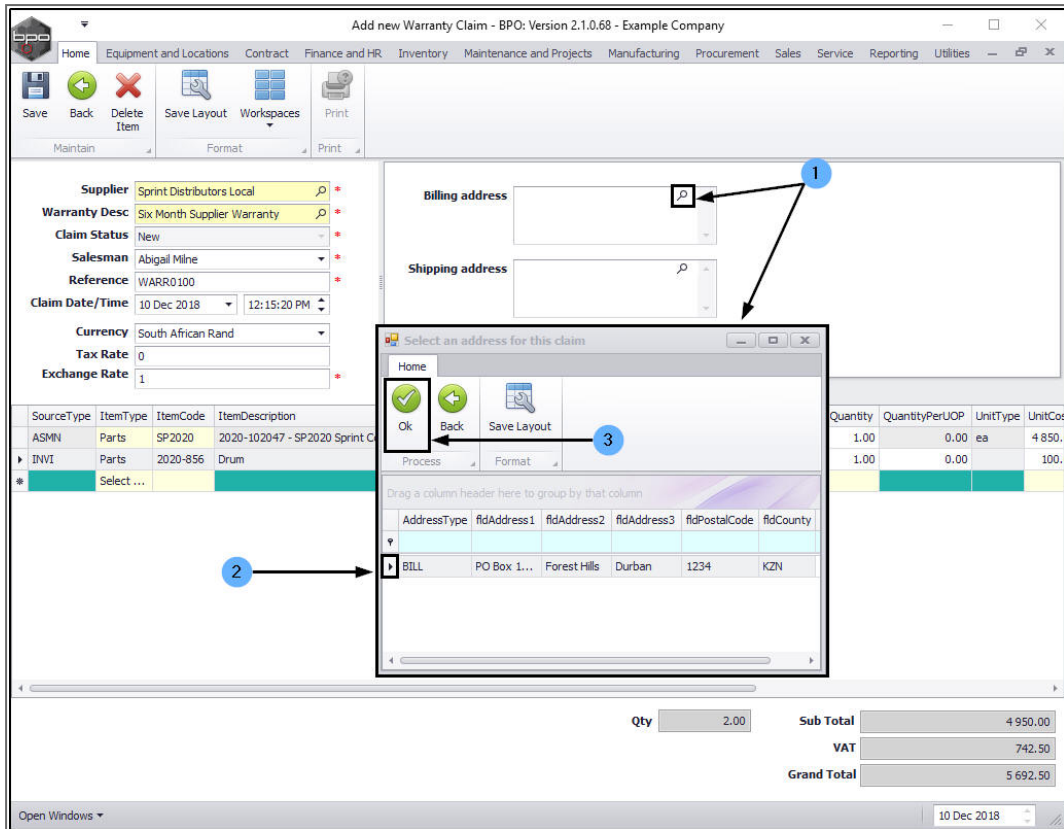 Add new Warranty Claim - BPO: Version 2.1.0.68 - Example Company
bpo
Home Equipment and Locations Contract Finance and HR Inventory Maintenance and Projects Manufacturing Procurement Sales Service Reporting Utilities
Save Back Delete Item Save Layout Workspaces Print
Maintain Format Print
Supplier Sprint Distributors Local *
Warranty Desc Six Month Supplier Warranty *
Claim Status New *
Salesman Abigail Milne *
Reference WARR0100 *
Claim Date/Time 10 Dec 2018 12:15:20 PM
Currency South African Rand
Tax Rate 0
Exchange Rate 1 *
Billing address
1
Shipping address
Select an address for this claim
Home
Ok Back Save Layout
3
Process Format
Drag a column header here to group by that column
AddressType fldAddress1 fldAddress2 fldAddress3 fldPostalCode fldCounty
2
BILL PO Box 1... Forest Hills Durban 1234 KZN
SourceType ItemType ItemCode ItemDescription Quantity QuantityPerUOP UnitType UnitCos
ASMN Parts SP2020 2020-102047 - SP2020 Sprint C 1.00 0.00 ea 4 850.
INVI Parts 2020-856 Drum 1.00 0.00 100.
* Select ...
Qty 2.00 Sub Total 4 950.00
VAT 742.50
Grand Total 5 692.50
Open Windows 10 Dec 2018